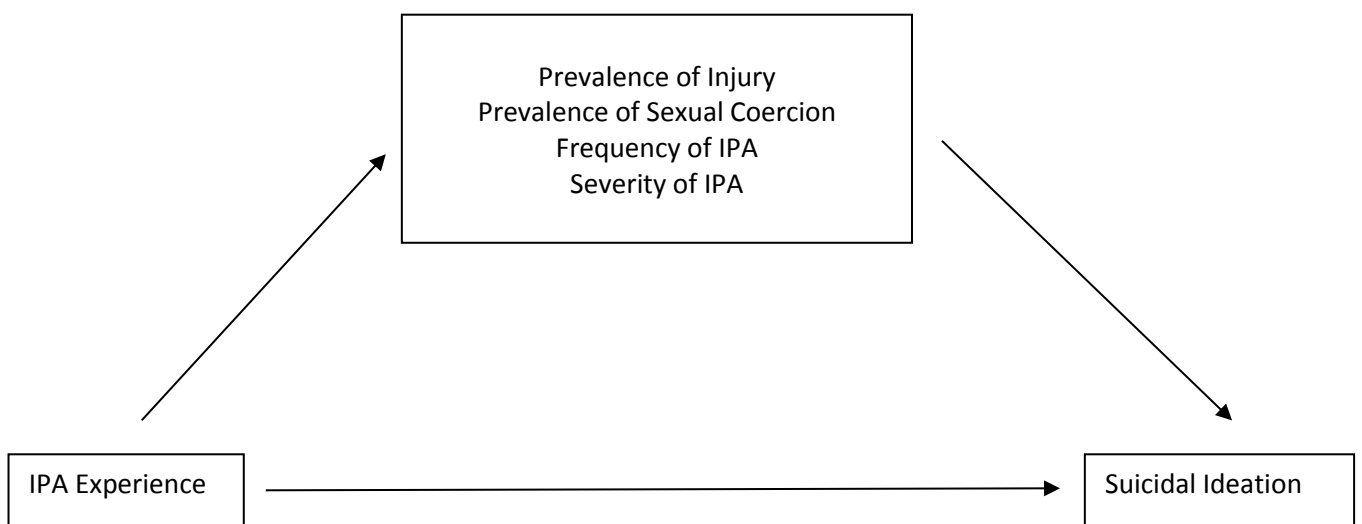 Prevalence of Injury
Prevalence of Sexual Coercion
Frequency of IPA
Severity of IPA
IPA Experience
Suicidal Ideation